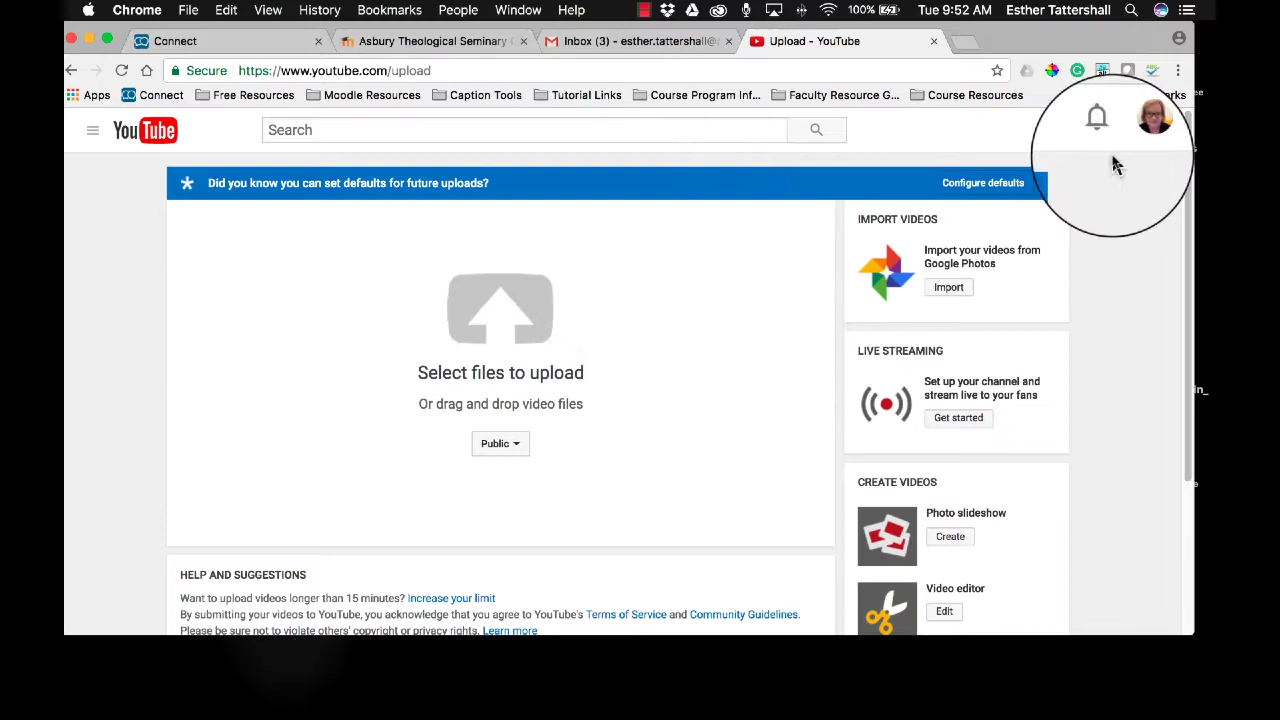 Chrome File Edit View History Bookmarks People Window Help 100% Tue 9:52 AM Esther Tattershall
Connect × Asbury Theological Seminary × Inbox (3) - esther.tattershall@ × Upload - YouTube ×
Secure https://www.youtube.com/upload
Apps Connect Free Resources Moodle Resources Caption Tools Tutorial Links Course Program Inf... Faculty Resource G... Course Resources
YouTube Search
Did you know you can set defaults for future uploads? Configure defaults
IMPORT VIDEOS
Import your videos from
Google Photos
Import
LIVE STREAMING
Set up your channel and
stream live to your fans
Get started
Select files to upload
Or drag and drop video files
Public
CREATE VIDEOS
Photo slideshow
Create
Video editor
Edit
HELP AND SUGGESTIONS
Want to upload videos longer than 15 minutes? Increase your limit
By submitting your videos to YouTube, you acknowledge that you agree to YouTube's Terms of Service and Community Guidelines.
Please be sure not to violate others' copyright or privacy rights. Learn more